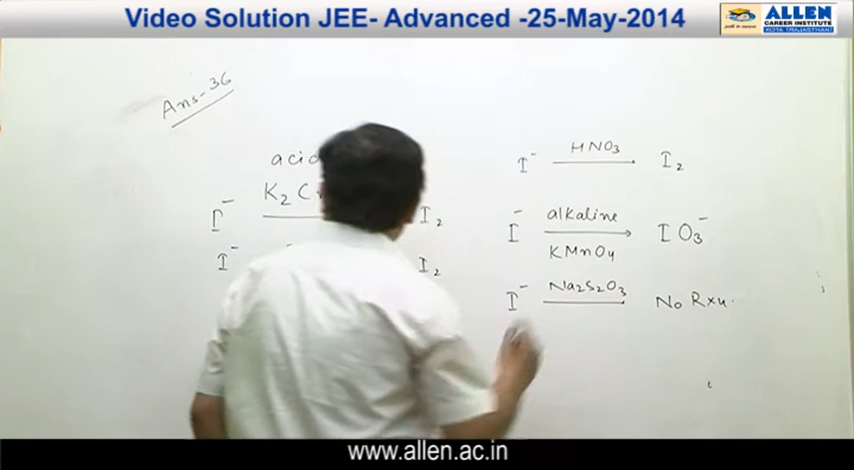 Video Solution JEE- Advanced -25-May-2014
ALLEN
CAREER INSTITUTE
KOTA (RAJASTHAN)
Ans-36
acid
K2 C
I⁻ I2
I⁻ I2
I⁻ HNO3 I2
I⁻ alkaline KMnO4 IO3⁻
I⁻ Na2S2O3 No Rxn.
www.allen.ac.in